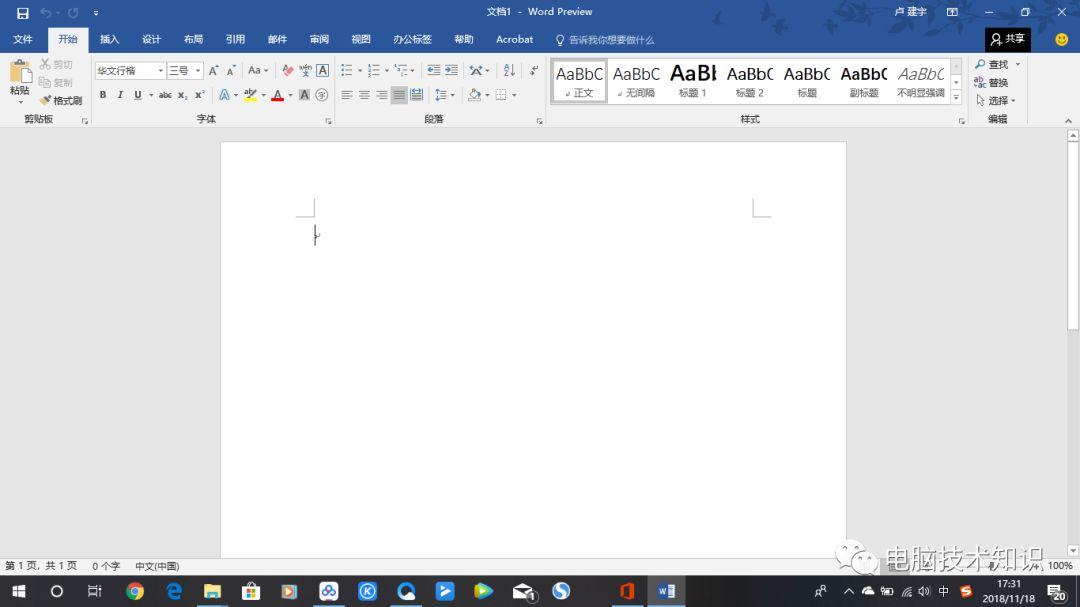 文档1 - Word Preview
卢 建宇
文件 开始 插入 设计 布局 引用 邮件 审阅 视图 办公标签 帮助 Acrobat 告诉我你想要做什么 共享
粘贴 剪切 复制 格式刷
华文行楷 三号 Aa wén 文 A
B I U abc X₂ X² A aby A A 字
AaBbC AaBbC AaBl AaBbC AaBbC AaBbC AaBbC
正文 无间隔 标题 1 标题 2 标题 副标题 不明显强调
查找 替换 选择
剪贴板 字体 段落 样式 编辑
电脑技术知识
第 1 页, 共 1 页 0 个字 中文(中国) 100%
中 17:31
2018/11/18 20